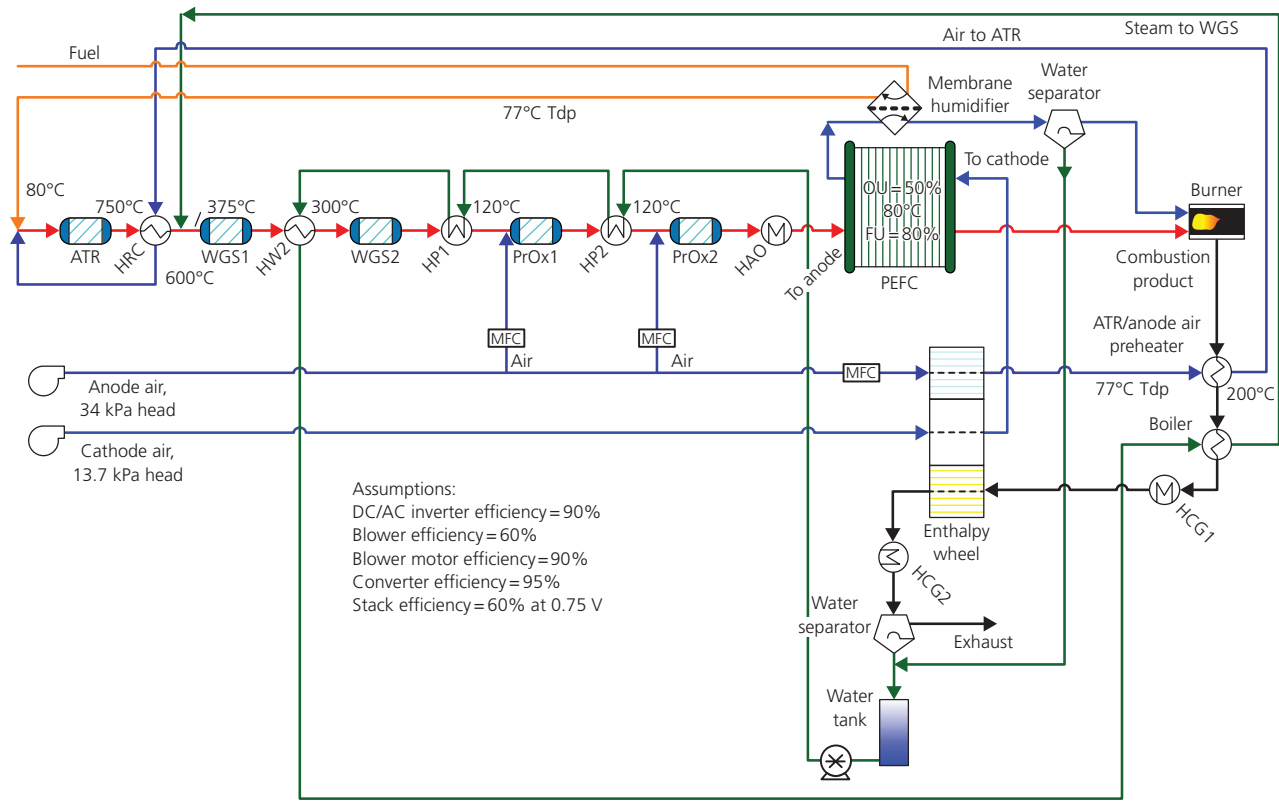 Steam to WGS
Air to ATR
Fuel
Water
separator
Membrane
humidifier
77°C Tdp
To cathode
80°C
750°C
375°C
300°C
120°C
120°C
OU=50%
80°C
FU=80%
Burner
ATR
HRC
WGS1
HW2
WGS2
HP1
PrOx1
HP2
PrOx2
HAO
To anode
PEFC
600°C
Combustion
product
MFC
MFC
Air
Air
ATR/anode air
preheater
MFC
Anode air,
34 kPa head
77°C Tdp
200°C
Cathode air,
13.7 kPa head
Boiler
Assumptions:
DC/AC inverter efficiency=90%
Blower efficiency=60%
Blower motor efficiency=90%
Converter efficiency=95%
Stack efficiency=60% at 0.75 V
Enthalpy
wheel
HCG1
HCG2
Water
separator
Exhaust
Water
tank